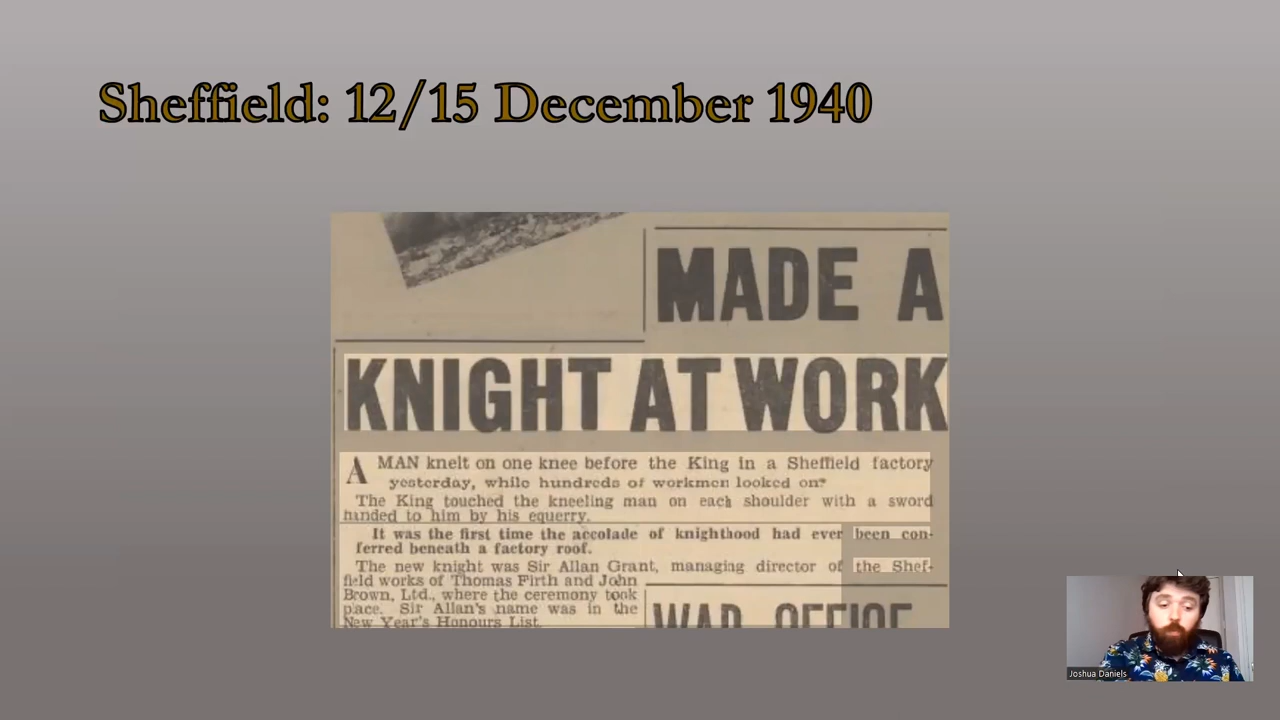 Sheffield: 12/15 December 1940
MADE A
KNIGHT AT WORK
A MAN knelt on one knee before the King in a Sheffield factory
yesterday, while hundreds of workmen looked on.
The King touched the kneeling man on each shoulder with a sword
handed to him by his equerry.
It was the first time the accolade of knighthood had ever been con-
ferred beneath a factory roof.
The new knight was Sir Allan Grant, managing director of the Shef-
field works of Thomas Firth and John
Brown, Ltd., where the ceremony took
place. Sir Allan's name was in the
New Year's Honours List.
WAR OFFICE
Joshua Daniels